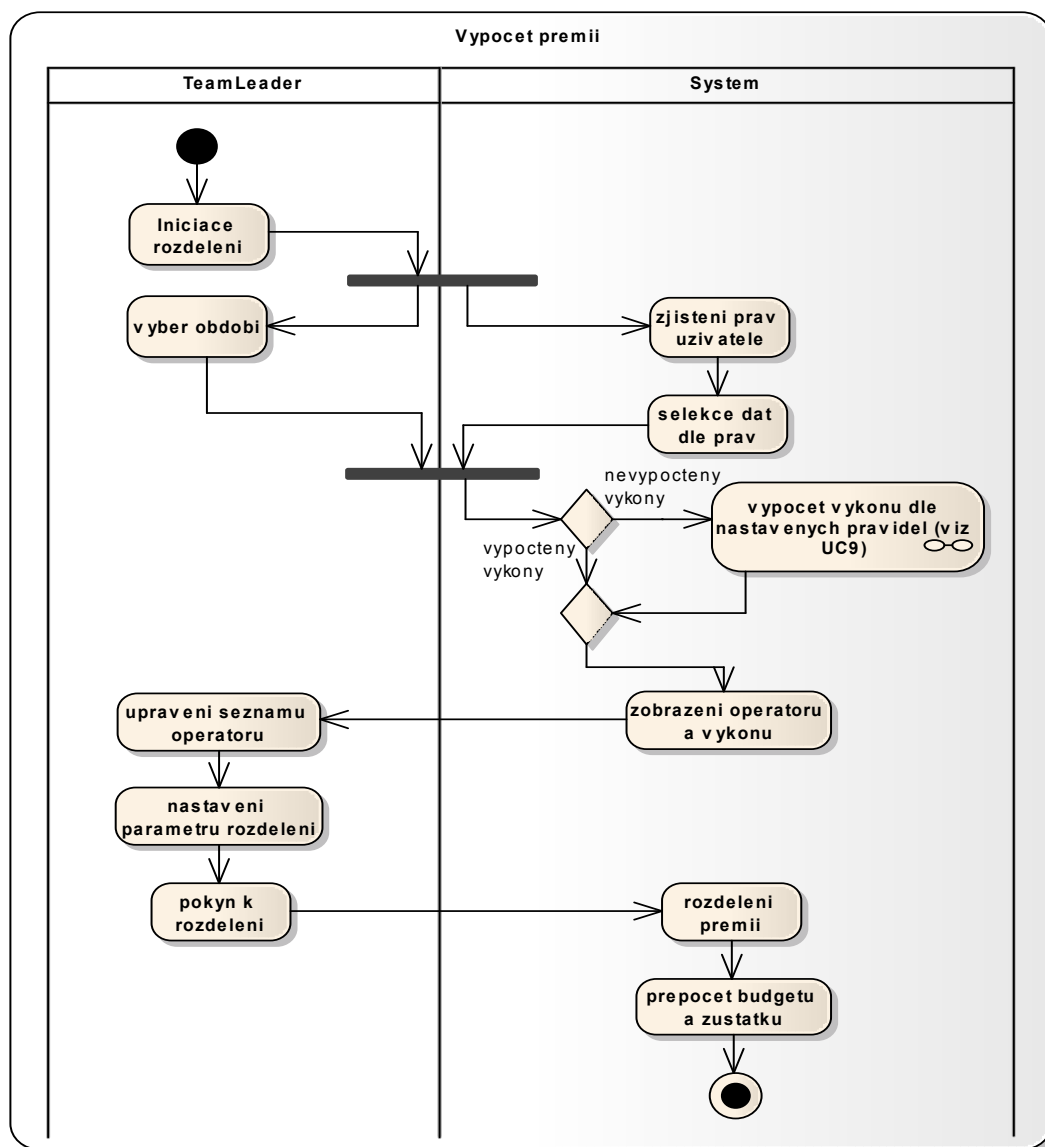 Vypocet premii
TeamLeader
System
Iniciace
rozdeleni
vyber obdobi
zjisteni prav
uzivatele
selekce dat
dle prav
nevypocteny
vykony
vypocet vykonu dle
nastavenych pravidel (viz
UC9)
vypocteny
vykony
upraveni seznamu
operatoru
zobrazeni operatoru
a vykonu
nastaveni
parametru rozdeleni
pokyn k
rozdeleni
rozdeleni
premii
prepocet budgetu
a zustatku